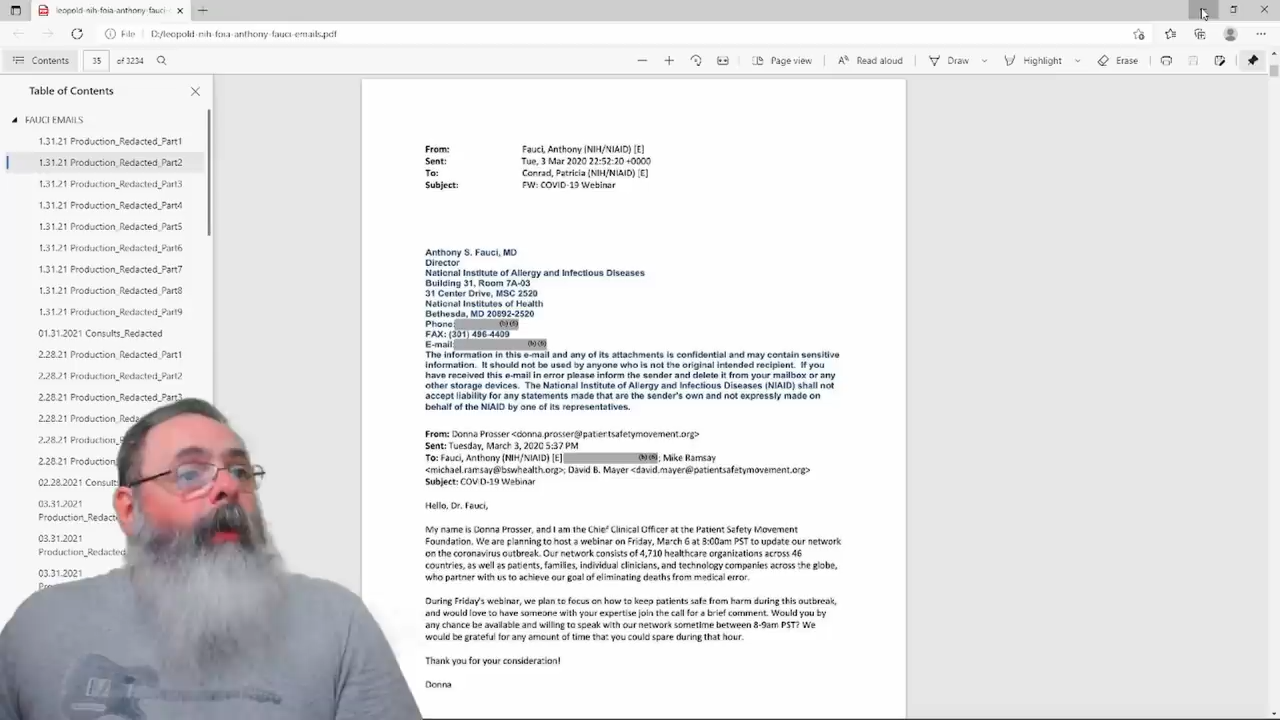 leopold-nih-foia-anthony-fauci-
File D:/leopold-nih-foia-anthony-fauci-emails.pdf
Contents 35 of 3234 Page view Read aloud Draw Highlight Erase
Table of Contents
FAUCI EMAILS
1.31.21 Production_Redacted_Part1
1.31.21 Production_Redacted_Part2
1.31.21 Production_Redacted_Part3
1.31.21 Production_Redacted_Part4
1.31.21 Production_Redacted_Part5
1.31.21 Production_Redacted_Part6
1.31.21 Production_Redacted_Part7
1.31.21 Production_Redacted_Part8
1.31.21 Production_Redacted_Part9
01.31.2021 Consults_Redacted
2.28.21 Production_Redacted_Part1
2.28.21 Production_Redacted_Part2
2.28.21 Production_Redacted_Part3
2.28.21
2.28.21
2.28.21
02.28.2021 Consult
03.31.2021
Production_Redacte
03.31.2021
Production_Redacted
03.31.2021
From: Fauci, Anthony (NIH/NIAID) [E]
Sent: Tue, 3 Mar 2020 22:52:20 +0000
To: Conrad, Patricia (NIH/NIAID) [E]
Subject: FW: COVID-19 Webinar
Anthony S. Fauci, MD
Director
National Institute of Allergy and Infectious Diseases
Building 31, Room 7A-03
31 Center Drive, MSC 2520
National Institutes of Health
Bethesda, MD 20892-2520
Phone: (b) (6)
FAX: (301) 496-4409
E-mail: (b) (6)
The information in this e-mail and any of its attachments is confidential and may contain sensitive
information. It should not be used by anyone who is not the original intended recipient. If you
have received this e-mail in error please inform the sender and delete it from your mailbox or any
other storage devices. The National Institute of Allergy and Infectious Diseases (NIAID) shall not
accept liability for any statements made that are the sender's own and not expressly made on
behalf of the NIAID by one of its representatives.
From: Donna Prosser <donna.prosser@patientsafetymovement.org>
Sent: Tuesday, March 3, 2020 5:37 PM
To: Fauci, Anthony (NIH/NIAID) [E] (b) (6); Mike Ramsay
<michael.ramsay@bswhealth.org>; David B. Mayer <david.mayer@patientsafetymovement.org>
Subject: COVID-19 Webinar
Hello, Dr. Fauci,
My name is Donna Prosser, and I am the Chief Clinical Officer at the Patient Safety Movement
Foundation. We are planning to host a webinar on Friday, March 6 at 8:00am PST to update our network
on the coronavirus outbreak. Our network consists of 4,710 healthcare organizations across 46
countries, as well as patients, families, individual clinicians, and technology companies across the globe,
who partner with us to achieve our goal of eliminating deaths from medical error.
During Friday's webinar, we plan to focus on how to keep patients safe from harm during this outbreak,
and would love to have someone with your expertise join the call for a brief comment. Would you by
any chance be available and willing to speak with our network sometime between 8-9am PST? We
would be grateful for any amount of time that you could spare during that hour.
Thank you for your consideration!
Donna